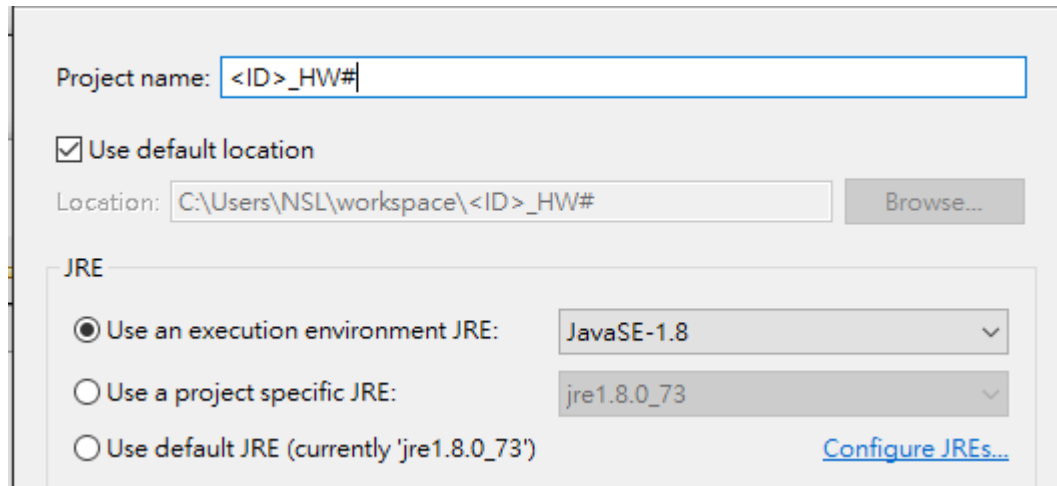 Project name: <ID>_HW#
Use default location
Location: C:\Users\NSL\workspace\<ID>_HW# Browse...
JRE
Use an execution environment JRE: JavaSE-1.8
Use a project specific JRE: jre1.8.0_73
Use default JRE (currently 'jre1.8.0_73') Configure JREs...